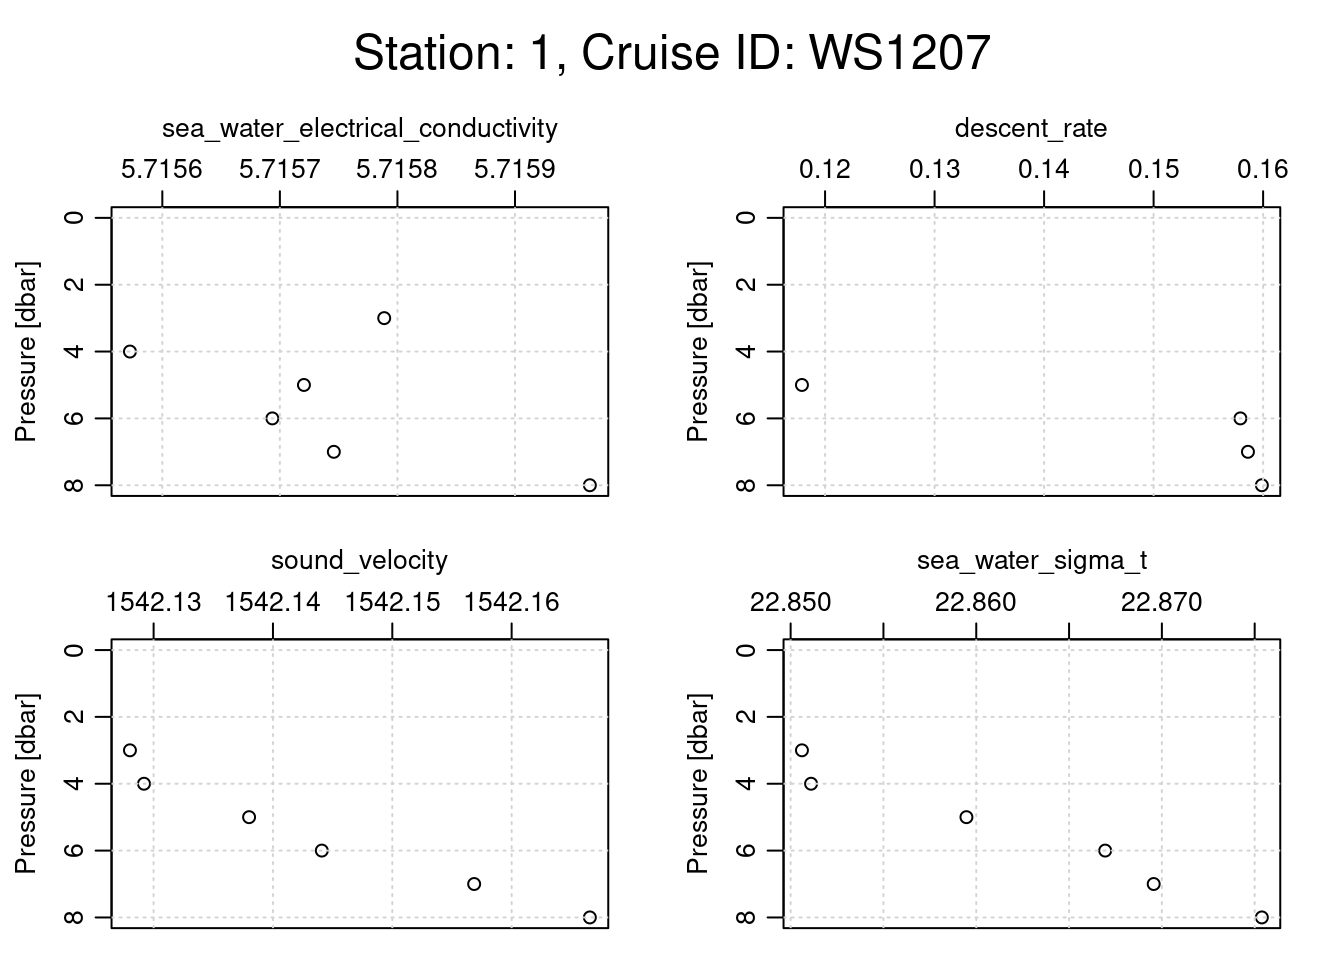 Station: 1, Cruise ID: WS1207
sea_water_electrical_conductivity
5.7156 5.7157 5.7158 5.7159
Pressure [dbar]
0
2
4
6
8
descent_rate
0.12 0.13 0.14 0.15 0.16
Pressure [dbar]
0
2
4
6
8
sound_velocity
1542.13 1542.14 1542.15 1542.16
Pressure [dbar]
0
2
4
6
8
sea_water_sigma_t
22.850 22.860 22.870
Pressure [dbar]
0
2
4
6
8